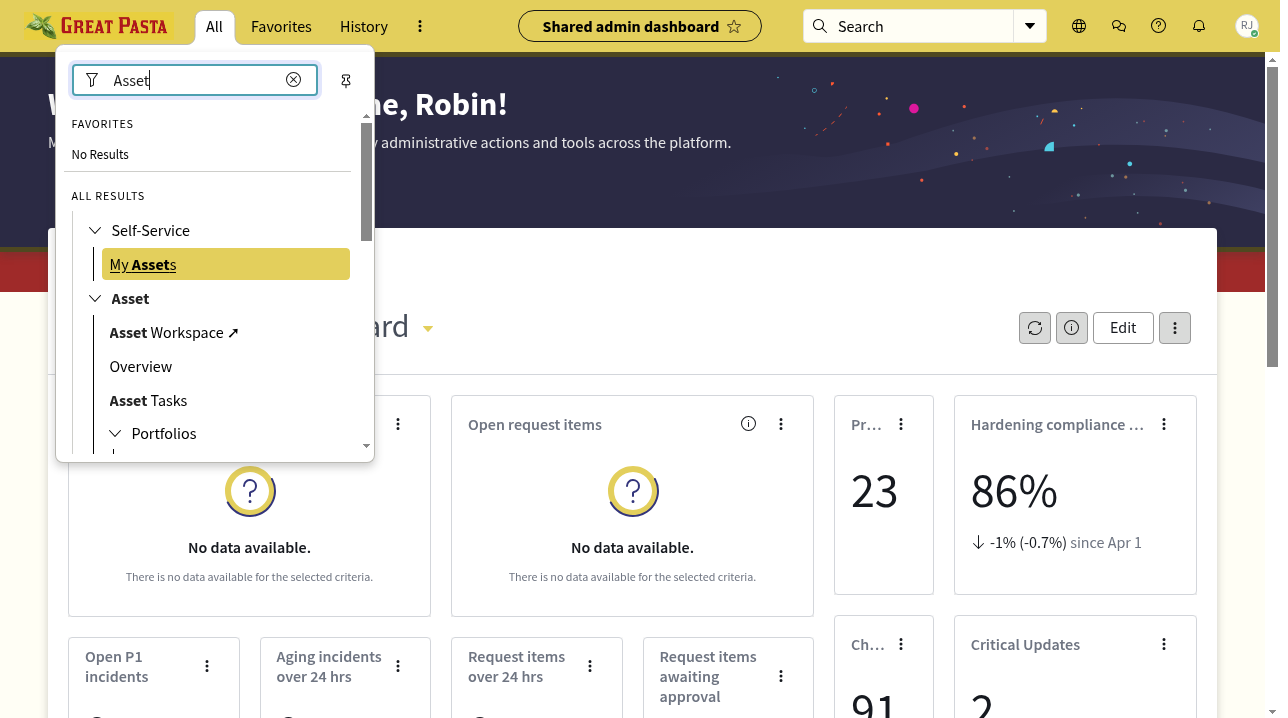 GREAT PASTA
All
Favorites
History
Shared admin dashboard
Search
RJ
Asset
me, Robin!
administrative actions and tools across the platform.
FAVORITES
No Results
ALL RESULTS
Self-Service
My Assets
Asset
Asset Workspace ➚
Overview
Asset Tasks
Portfolios
Edit
Open request items
Pr...
Hardening compliance ...
23
86%
-1% (-0.7%) since Apr 1
No data available.
There is no data available for the selected criteria.
No data available.
There is no data available for the selected criteria.
Open P1
incidents
Aging incidents
over 24 hrs
Request items
over 24 hrs
Request items
awaiting
approval
Ch...
91
Critical Updates
2